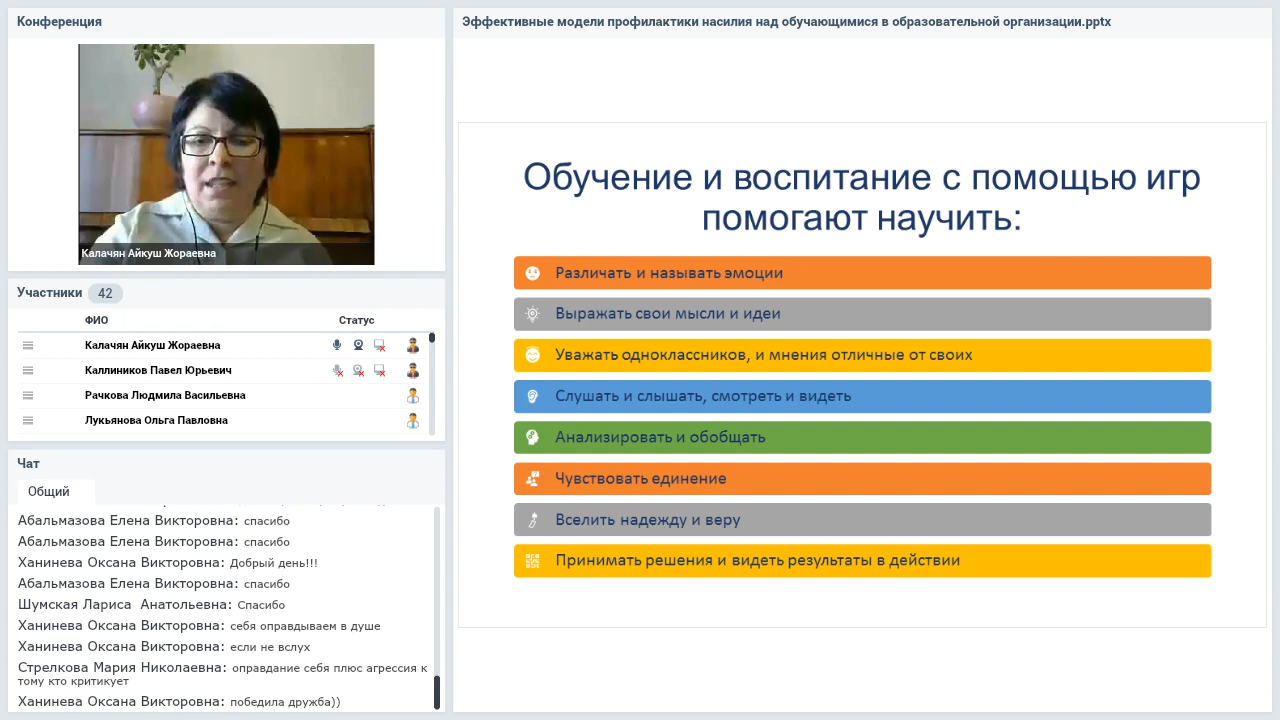 Конференция
Калачян Айкуш Жораевна
Участники 42
ФИО Статус
Калачян Айкуш Жораевна
Каллиников Павел Юрьевич
Рачкова Людмила Васильевна
Лукьянова Ольга Павловна
Чат
Общий
Абальмазова Елена Викторовна: спасибо
Абальмазова Елена Викторовна: спасибо
Ханинева Оксана Викторовна: Добрый день!!!
Абальмазова Елена Викторовна: спасибо
Шумская Лариса Анатольевна: Спасибо
Ханинева Оксана Викторовна: себя оправдываем в душе
Ханинева Оксана Викторовна: если не вслух
Стрелкова Мария Николаевна: оправдание себя плюс агрессия к
тому кто критикует
Ханинева Оксана Викторовна: победила дружба))
Эффективные модели профилактики насилия над обучающимися в образовательной организации.pptx
Обучение и воспитание с помощью игр
помогают научить:
Различать и называть эмоции
Выражать свои мысли и идеи
Уважать одноклассников, и мнения отличные от своих
Слушать и слышать, смотреть и видеть
Анализировать и обобщать
Чувствовать единение
Вселить надежду и веру
Принимать решения и видеть результаты в действии